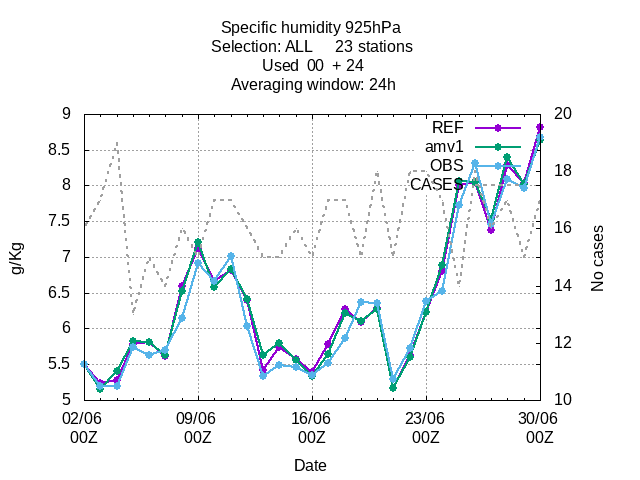 Specific humidity 925hPa
Selection: ALL 23 stations
Used 00 + 24
Averaging window: 24h
9 20
REF
amv1
8.5
OBS
18
8
CASES
7.5
16
7
6.5
14
6
12
5.5
5 10
g/Kg
No cases
02/06 09/06 16/06 23/06 30/06
00Z 00Z 00Z 00Z 00Z
Date